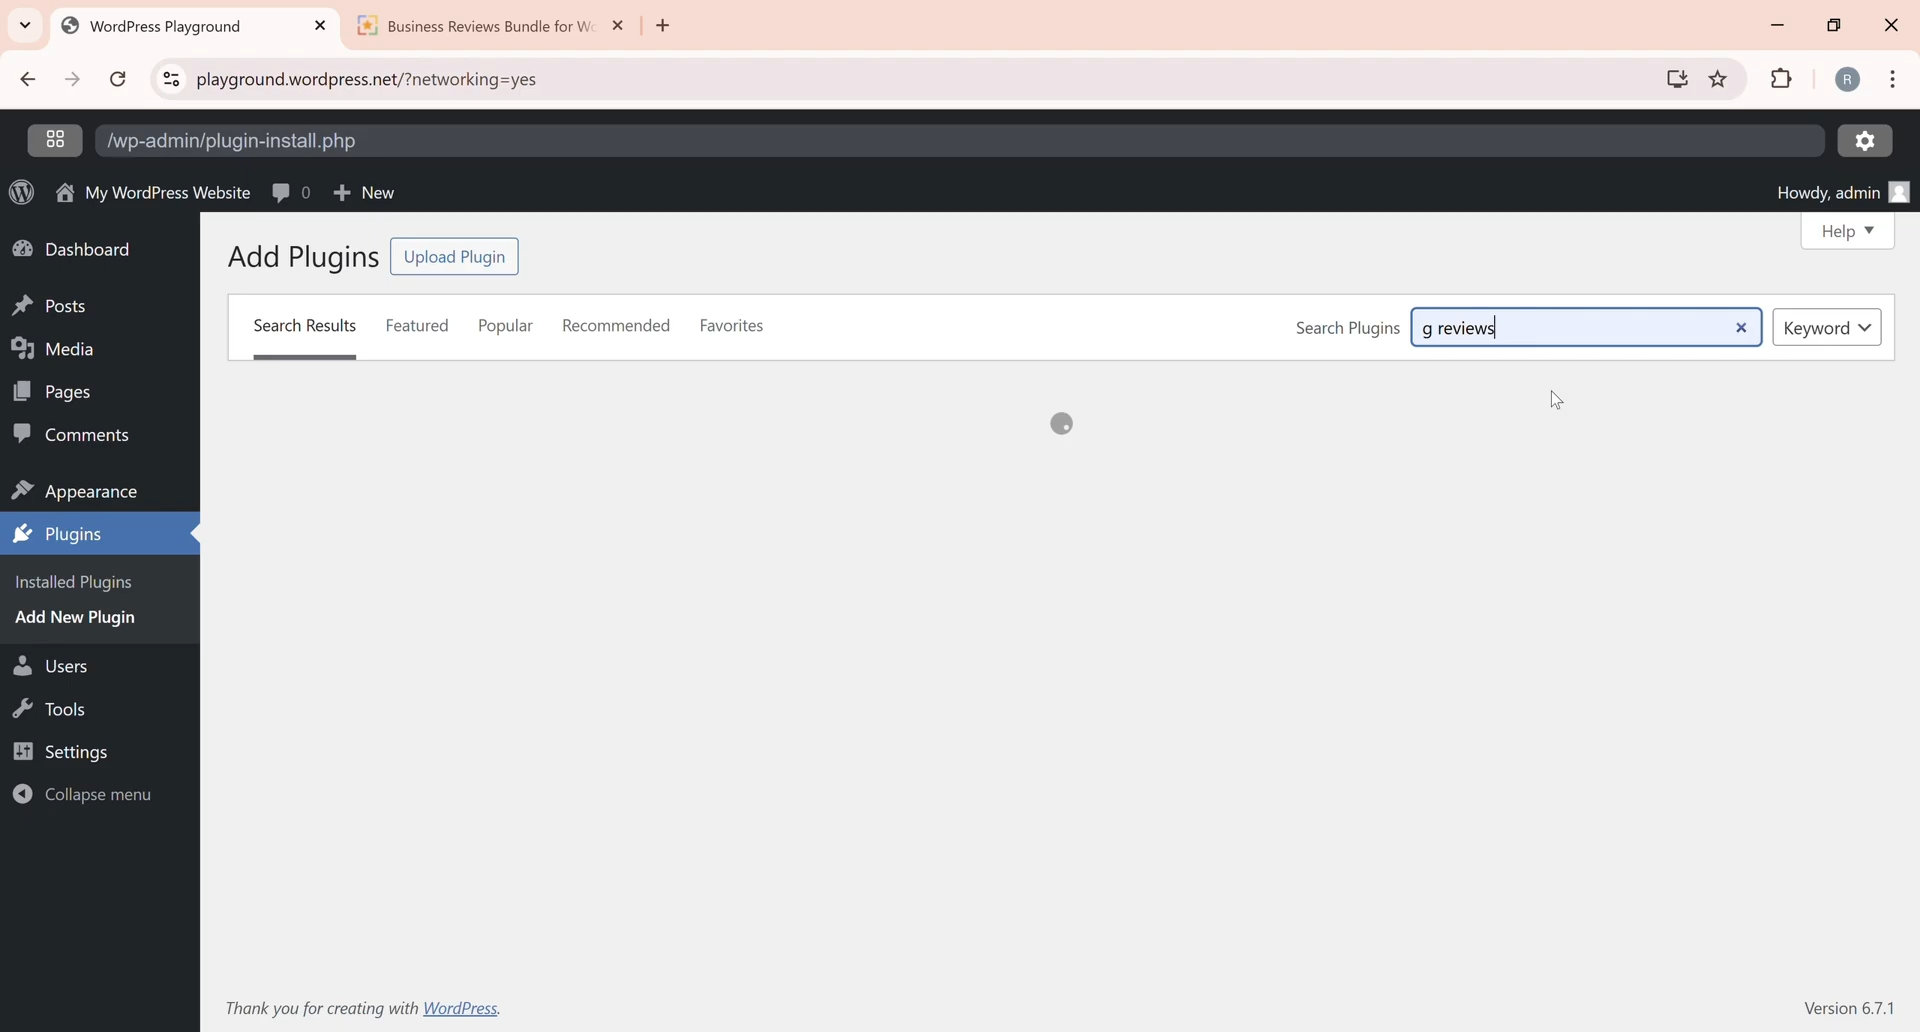 WordPress Playground
Business Reviews Bundle for Wo
playground.wordpress.net/?networking=yes
R
/wp-admin/plugin-install.php
My WordPress Website
0
New
Howdy, admin
Dashboard
Posts
Media
Pages
Comments
Appearance
Plugins
Installed Plugins
Add New Plugin
Users
Tools
Settings
Collapse menu
Help
Add Plugins
Upload Plugin
Search Results
Featured
Popular
Recommended
Favorites
Search Plugins
g reviews
Keyword
Thank you for creating with WordPress.
Version 6.7.1